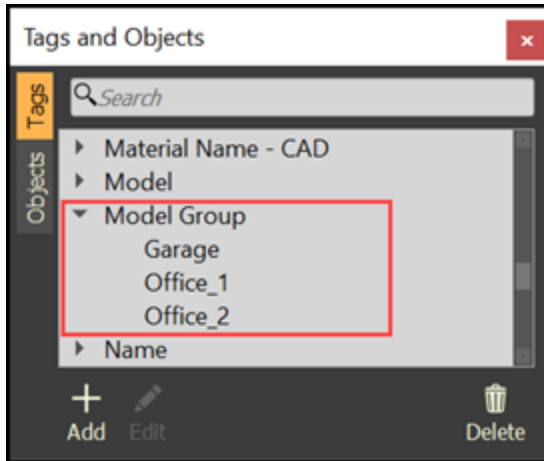 Tags and Objects
Tags
Objects
Search
Material Name - CAD
Model
Model Group
Garage
Office_1
Office_2
Name
Add
Edit
Delete